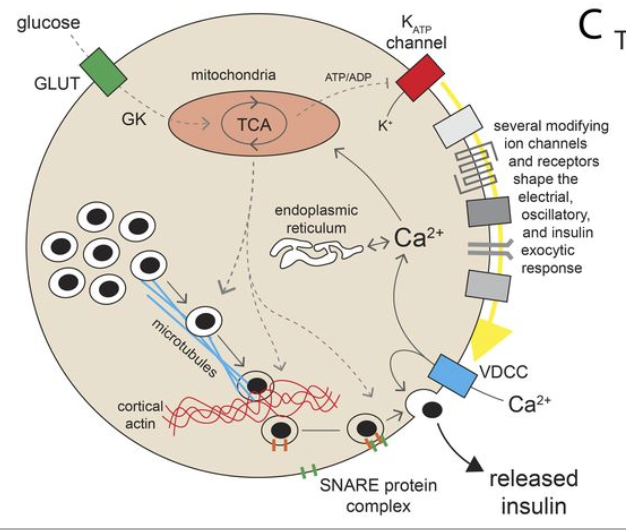 glucose
GLUT
GK
mitochondria
TCA
ATP/ADP
K_ATP
channel
K⁺
C
T
several modifying
ion channels
and receptors
shape the
electrial,
oscillatory,
and insulin
exocytic
response
endoplasmic
reticulum
Ca²⁺
microtubules
cortical
actin
VDCC
Ca²⁺
SNARE protein
complex
released
insulin